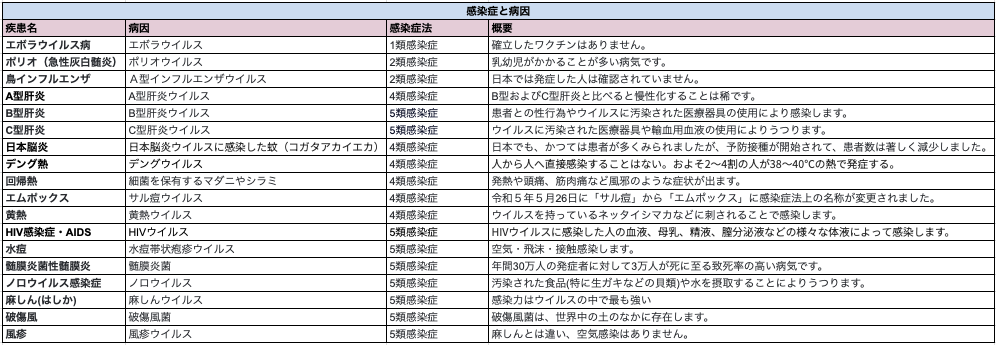 感染症と病因
疾患名 病因 感染症法 概要
エボラウイルス病 エボラウイルス 1類感染症 確立したワクチンはありません。
ポリオ（急性灰白髄炎） ポリオウイルス 2類感染症 乳幼児がかかることが多い病気です。
鳥インフルエンザ A型インフルエンザウイルス 2類感染症 日本では発症した人は確認されていません。
A型肝炎 A型肝炎ウイルス 4類感染症 B型およびC型肝炎と比べると慢性化することは稀です。
B型肝炎 B型肝炎ウイルス 5類感染症 患者との性行為やウイルスに汚染された医療器具の使用により感染します。
C型肝炎 C型肝炎ウイルス 5類感染症 ウイルスに汚染された医療器具や輸血用血液の使用によりうつります。
日本脳炎 日本脳炎ウイルスに感染した蚊（コガタアカイエカ） 4類感染症 日本でも、かつては患者が多くみられましたが、予防接種が開始されて、患者数は著しく減少しました。
デング熱 デングウイルス 4類感染症 人から人へ直接感染することはない。およそ2〜4割の人が38〜40℃の熱で発症する。
回帰熱 細菌を保有するマダニやシラミ 4類感染症 発熱や頭痛、筋肉痛など風邪のような症状が出ます。
エムポックス サル痘ウイルス 4類感染症 令和５年５月26日に「サル痘」から「エムポックス」に感染症法上の名称が変更されました。
黄熱 黄熱ウイルス 4類感染症 ウイルスを持っているネッタイシマカなどに刺されることで感染します。
HIV感染症・AIDS HIVウイルス 5類感染症 HIVウイルスに感染した人の血液、母乳、精液、膣分泌液などの様々な体液によって感染します。
水痘 水痘帯状疱疹ウイルス 5類感染症 空気・飛沫・接触感染します。
髄膜炎菌性髄膜炎 髄膜炎菌 5類感染症 年間30万人の発症者に対して3万人が死に至る致死率の高い病気です。
ノロウイルス感染症 ノロウイルス 5類感染症 汚染された食品(特に生ガキなどの貝類)や水を摂取することによりうつります。
麻しん(はしか) 麻しんウイルス 5類感染症 感染力はウイルスの中で最も強い
破傷風 破傷風菌 5類感染症 破傷風菌は、世界中の土のなかに存在します。
風疹 風疹ウイルス 5類感染症 麻しんとは違い、空気感染はありません。